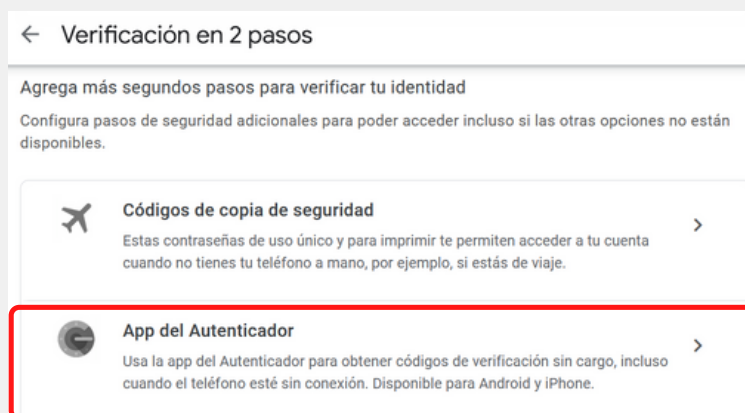 Verificación en 2 pasos
Agrega más segundos pasos para verificar tu identidad
Configura pasos de seguridad adicionales para poder acceder incluso si las otras opciones no están
disponibles.
Códigos de copia de seguridad
Estas contraseñas de uso único y para imprimir te permiten acceder a tu cuenta
cuando no tienes tu teléfono a mano, por ejemplo, si estás de viaje.
App del Autenticador
Usa la app del Autenticador para obtener códigos de verificación sin cargo, incluso
cuando el teléfono esté sin conexión. Disponible para Android y iPhone.